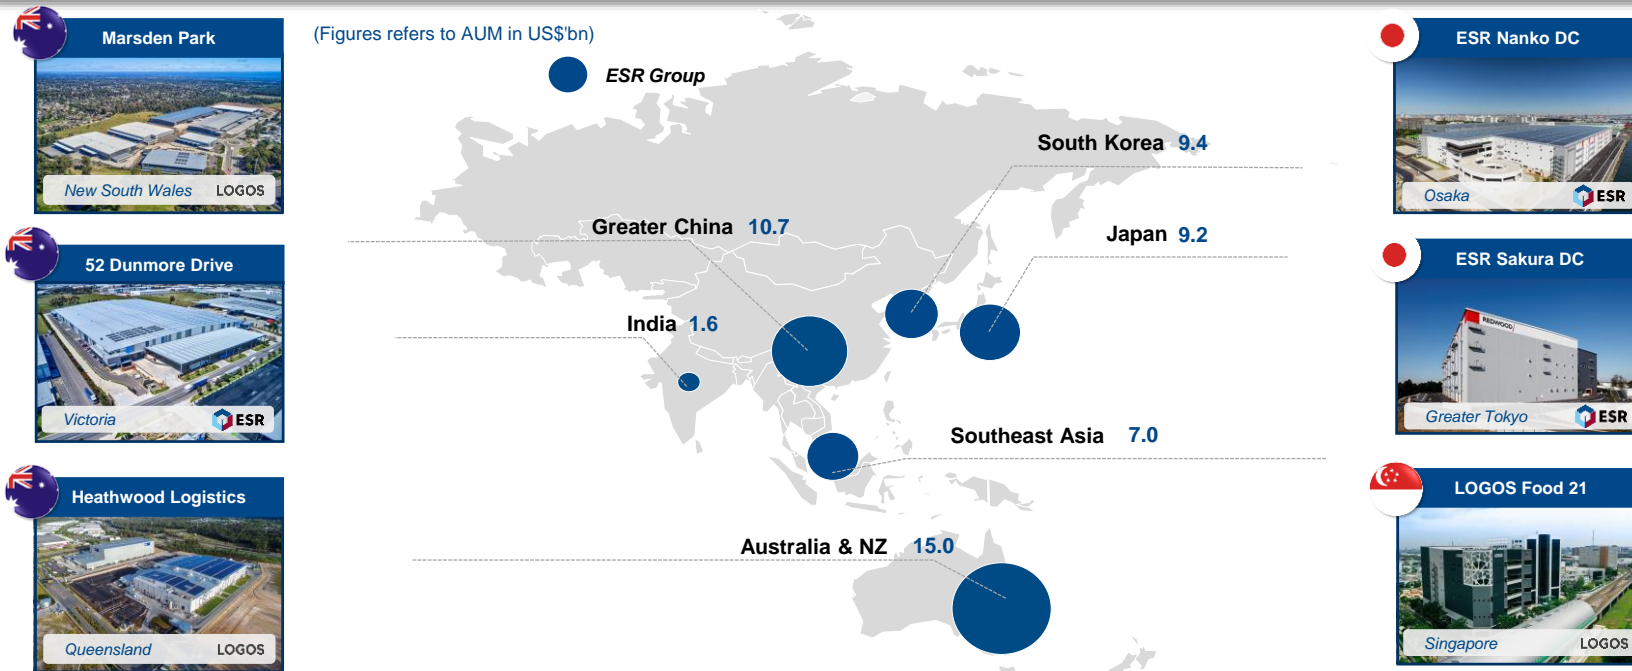 Marsden Park
New South Wales LOGOS
52 Dunmore Drive
Victoria ESR
Heathwood Logistics
Queensland LOGOS
(Figures refers to AUM in US$'bn)
ESR Group
South Korea 9.4
Greater China 10.7
Japan 9.2
India 1.6
Southeast Asia 7.0
Australia & NZ 15.0
ESR Nanko DC
Osaka ESR
ESR Sakura DC
REDWOOD
Greater Tokyo ESR
LOGOS Food 21
Singapore LOGOS